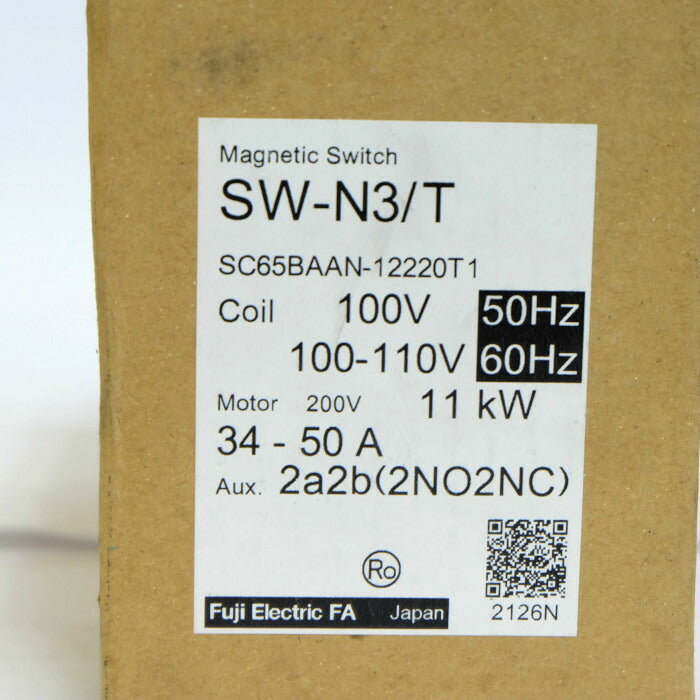 Magnetic Switch
SW-N3/T
SC65BAAN-12220T1
Coil 100V 50Hz
100-110V 60Hz
Motor 200V 11 kW
34 - 50 A
Aux. 2a2b(2NO2NC)
Ro
Fuji Electric FA Japan 2126N